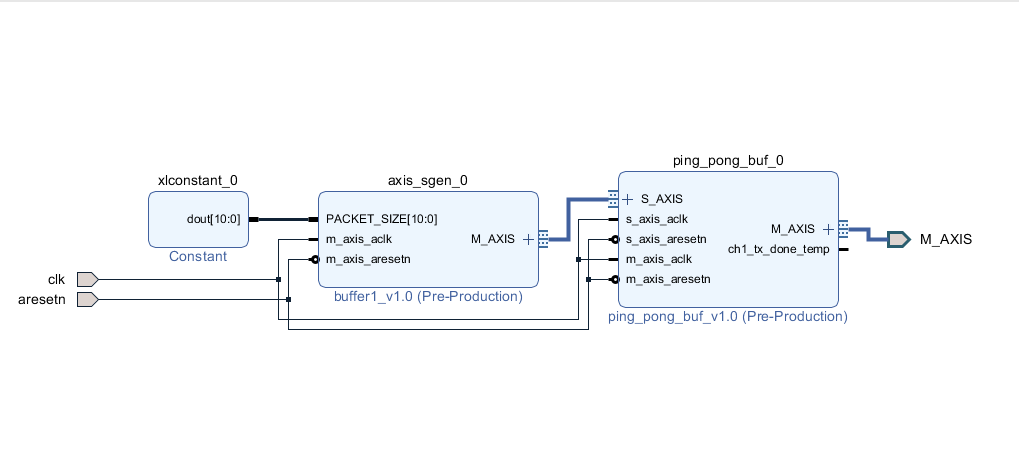 ping_pong_buf_0
xlconstant_0
axis_sgen_0
dout[10:0]
Constant
PACKET_SIZE[10:0]
m_axis_aclk
m_axis_aresetn
M_AXIS
buffer1_v1.0 (Pre-Production)
S_AXIS
s_axis_aclk
s_axis_aresetn
m_axis_aclk
m_axis_aresetn
M_AXIS
ch1_tx_done_temp
ping_pong_buf_v1.0 (Pre-Production)
M_AXIS
clk
aresetn